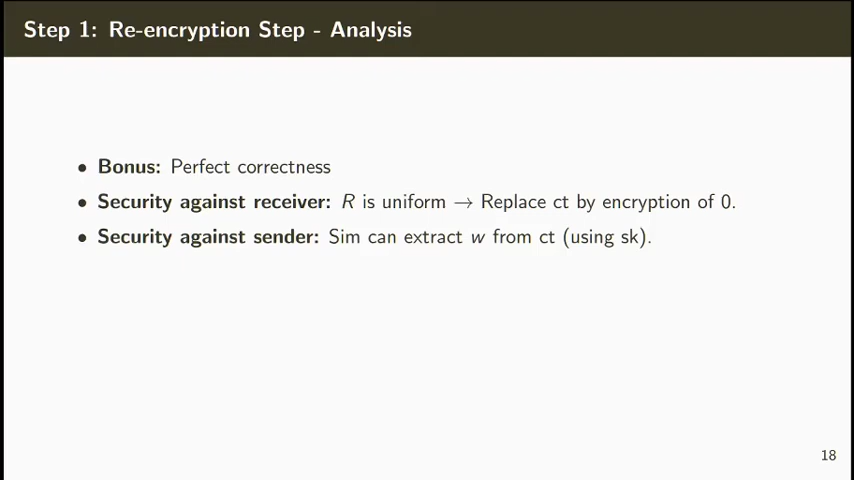 Step 1: Re-encryption Step - Analysis
• Bonus: Perfect correctness
• Security against receiver: R is uniform → Replace ct by encryption of 0.
• Security against sender: Sim can extract w from ct (using sk).
18